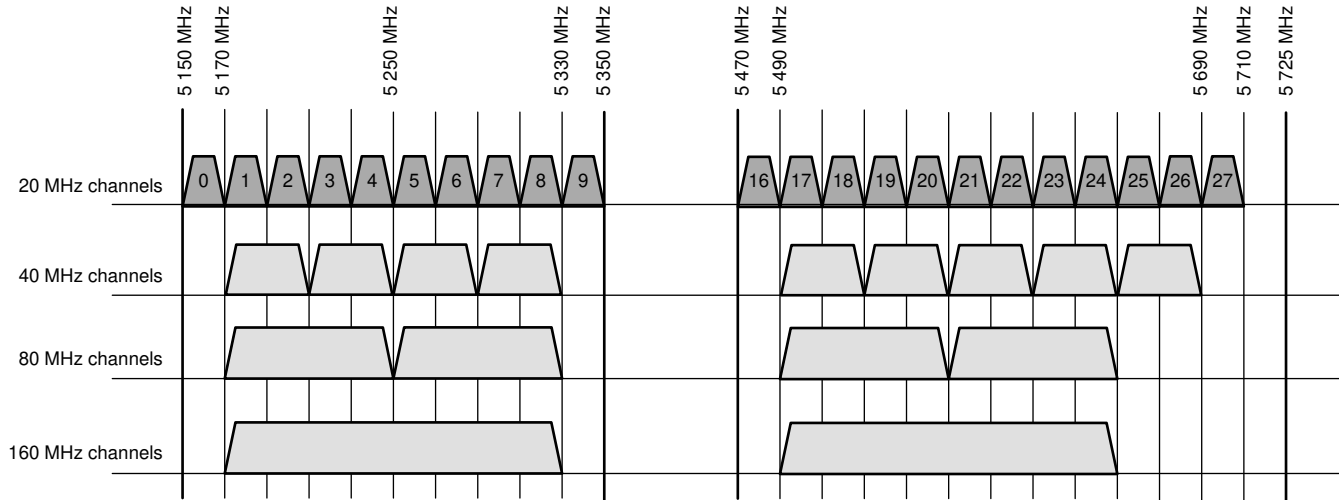 5 150 MHz
5 170 MHz
5 250 MHz
5 330 MHz
5 350 MHz
5 470 MHz
5 490 MHz
5 690 MHz
5 710 MHz
5 725 MHz
20 MHz channels 0 1 2 3 4 5 6 7 8 9 16 17 18 19 20 21 22 23 24 25 26 27
40 MHz channels
80 MHz channels
160 MHz channels